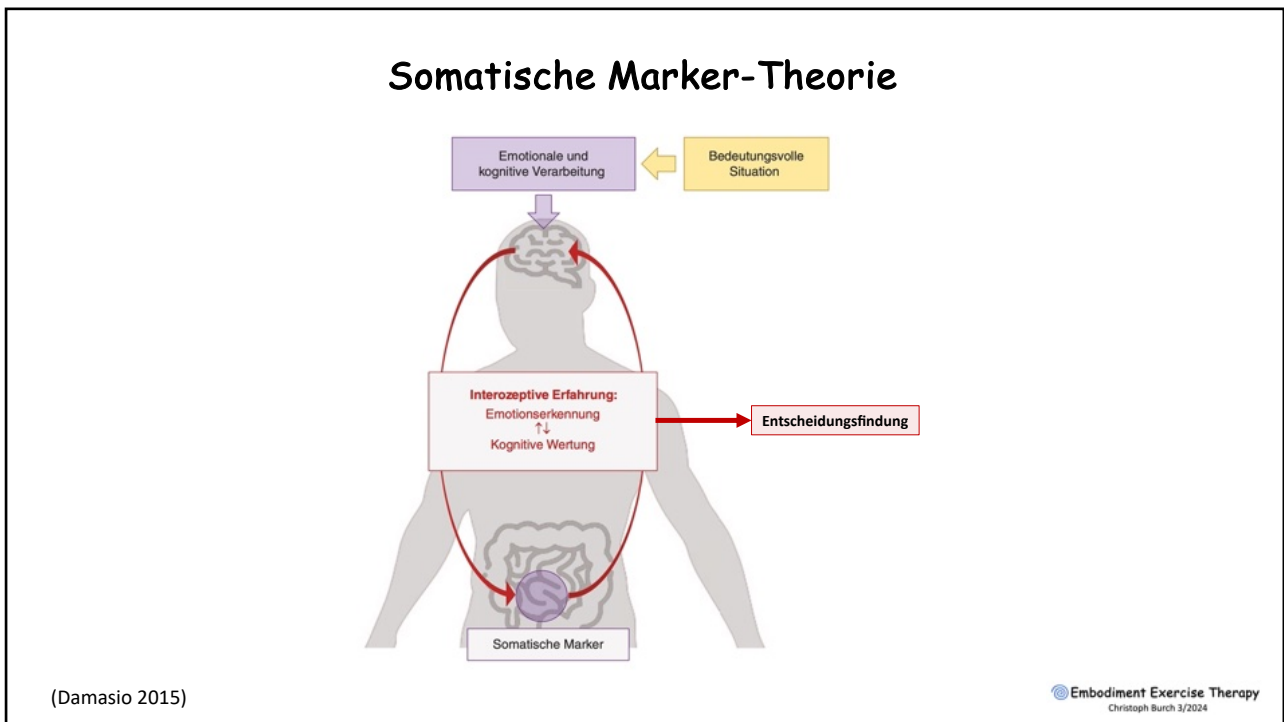 Somatische Marker-Theorie
Emotionale und
kognitive Verarbeitung
Bedeutungsvolle
Situation
Interozeptive Erfahrung:
Emotionserkennung
↑↓
Kognitive Wertung
Entscheidungsfindung
Somatische Marker
(Damasio 2015)
Embodiment Exercise Therapy
Christoph Burch 3/2024